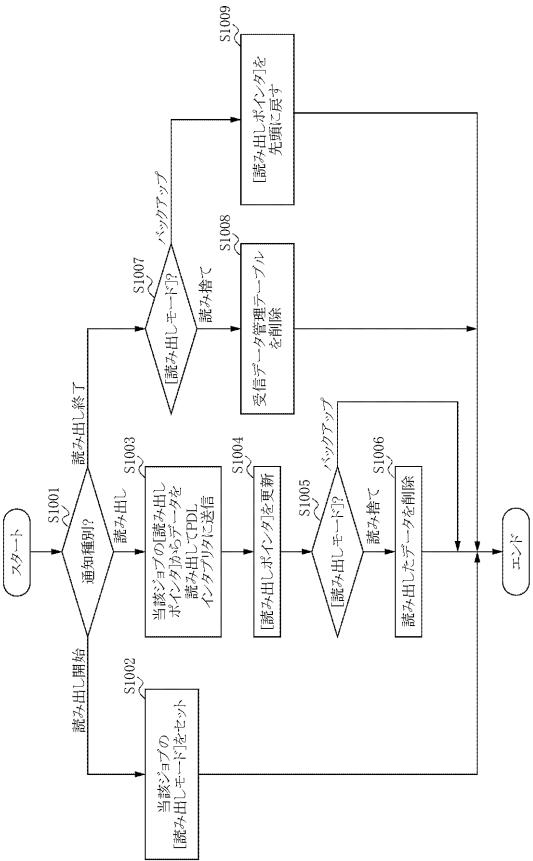 スタート
S1001
通知種別?
読み出し開始
読み出し
読み出し終了
S1002
当該ジョブの
[読み出しモード]をセット
S1003
当該ジョブの[読み出し
ポインタ]からデータを
読み出してPDL
インタプリタに送信
S1004
[読み出しポインタ]を更新
S1005
[読み出しモード]?
バックアップ
読み捨て
S1006
読み出したデータを削除
S1007
[読み出しモード]?
バックアップ
読み捨て
S1008
受信データ管理テーブル
を削除
S1009
[読み出しポインタ]を
先頭に戻す
エンド